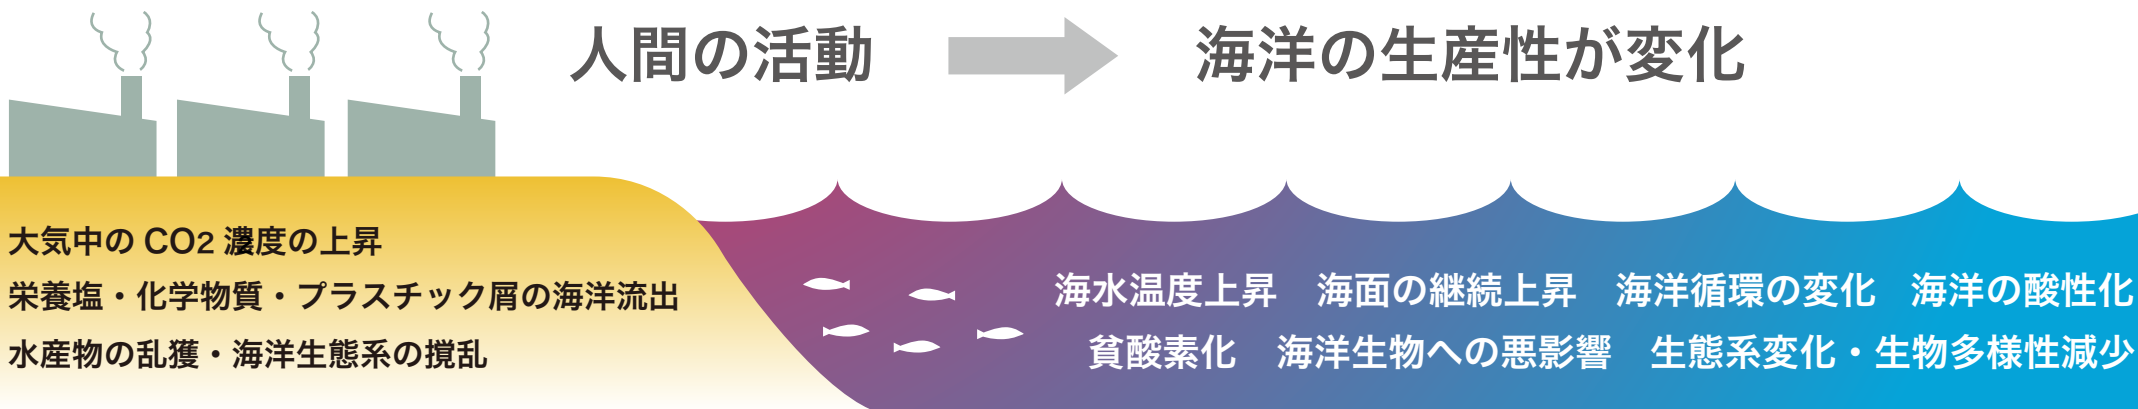 人間の活動 海洋の生産性が変化
大気中の CO2 濃度の上昇
栄養塩・化学物質・プラスチック屑の海洋流出
水産物の乱獲・海洋生態系の撹乱
海水温度上昇 海面の継続上昇 海洋循環の変化 海洋の酸性化
貧酸素化 海洋生物への悪影響 生態系変化・生物多様性減少